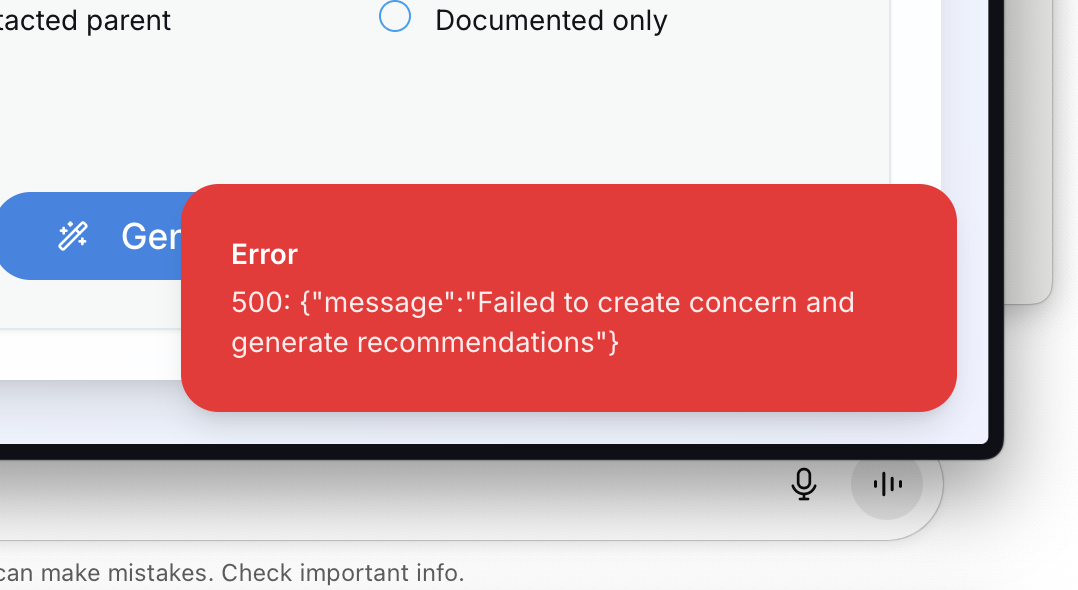 tacted parent
Documented only
Gen
Error
500: {"message":"Failed to create concern and
generate recommendations"}
can make mistakes. Check important info.